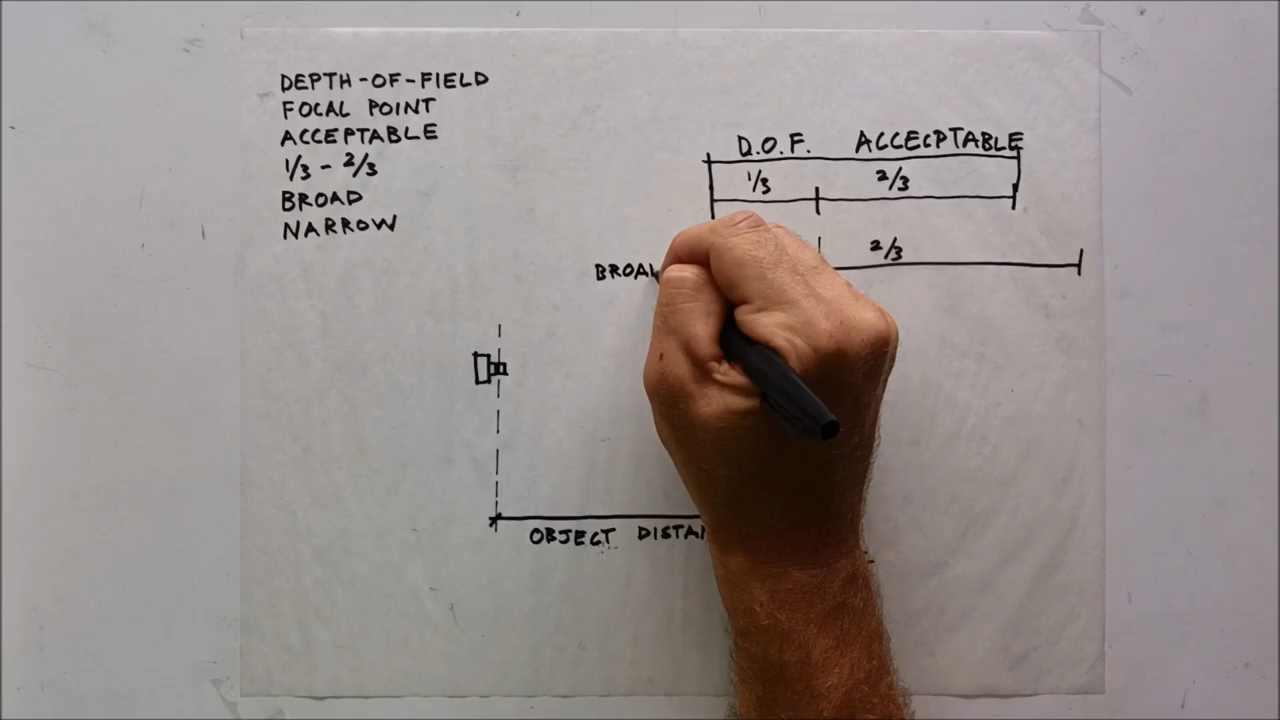 DEPTH-OF-FIELD
FOCAL POINT
ACCEPTABLE
1/3 - 2/3
BROAD
NARROW
D.O.F. ACCECPTABLE
1/3 2/3
2/3
OBJECT